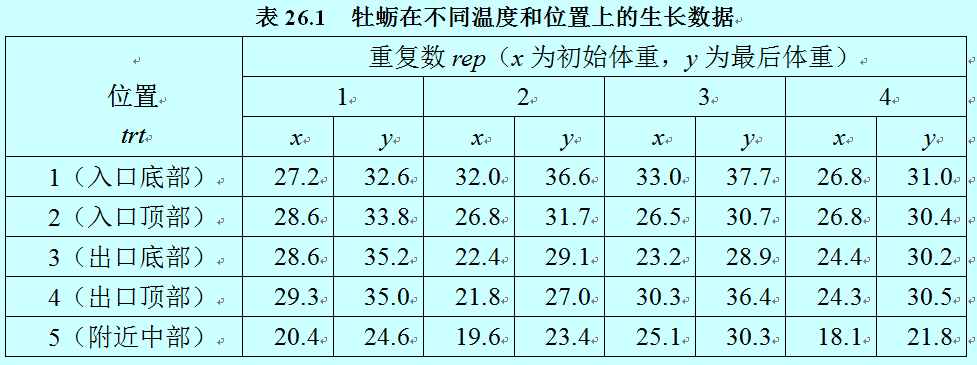 表 26.1 牡蛎在不同温度和位置上的生长数据
位置 trt 重复数 rep（x 为初始体重，y 为最后体重）
1 2 3 4
x y x y x y x y
1（入口底部） 27.2 32.6 32.0 36.6 33.0 37.7 26.8 31.0
2（入口顶部） 28.6 33.8 26.8 31.7 26.5 30.7 26.8 30.4
3（出口底部） 28.6 35.2 22.4 29.1 23.2 28.9 24.4 30.2
4（出口顶部） 29.3 35.0 21.8 27.0 30.3 36.4 24.3 30.5
5（附近中部） 20.4 24.6 19.6 23.4 25.1 30.3 18.1 21.8